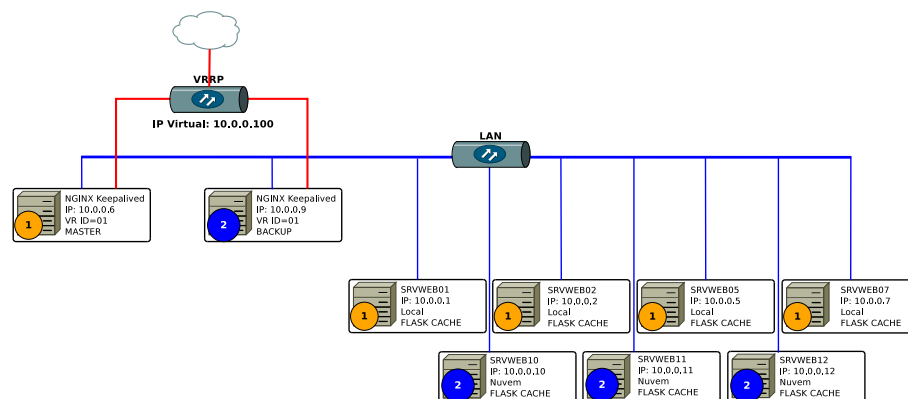 VRRP
IP Virtual: 10.0.0.100
LAN
NGINX Keepalived
IP: 10.0.0.6
VR ID=01
MASTER
1
NGINX Keepalived
IP: 10.0.0.9
VR ID=01
BACKUP
2
SRVWEB01
IP: 10.0.0.1
Local
FLASK CACHE
1
SRVWEB02
IP: 10.0.0.2
Local
FLASK CACHE
1
SRVWEB05
IP: 10.0.0.5
Local
FLASK CACHE
1
SRVWEB07
IP: 10.0.0.7
Local
FLASK CACHE
1
SRVWEB10
IP: 10.0.0.10
Nuvem
FLASK CACHE
2
SRVWEB11
IP: 10.0.0.11
Nuvem
FLASK CACHE
2
SRVWEB12
IP: 10.0.0.12
Nuvem
FLASK CACHE
2